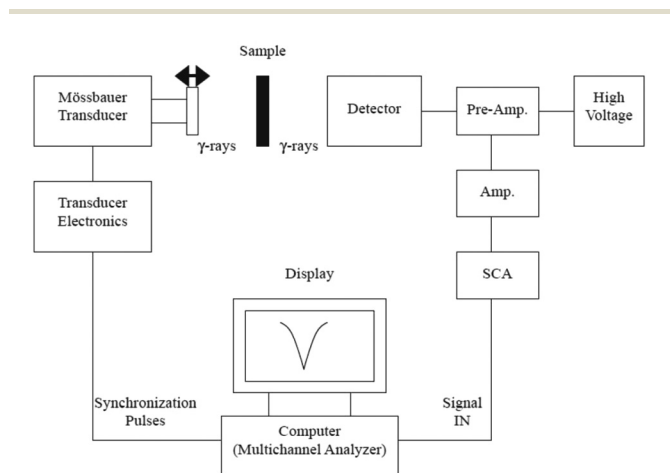 Sample
Mössbauer
Transducer
γ-rays
γ-rays
Detector
Pre-Amp.
High
Voltage
Transducer
Electronics
Amp.
SCA
Display
Synchronization
Pulses
Signal
IN
Computer
(Multichannel Analyzer)